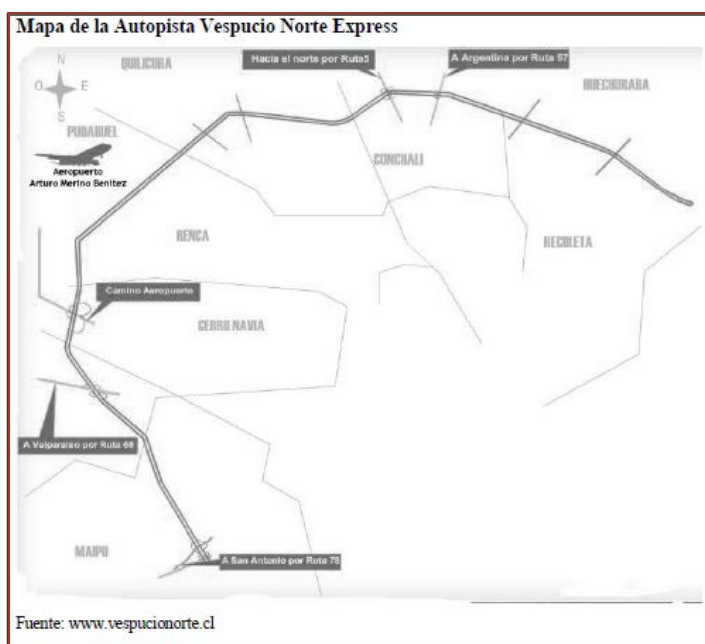 Mapa de la Autopista Vespucio Norte Express
N
O E
S
QUILICURA
Hacia el norte por Ruta5
A Argentina por Ruta 57
HUECHURABA
PUDAHUEL
Aeropuerto
Arturo Merino Benitez
CONCHALI
RENCA
RECOLETA
Camino Aeropuerto
CERRO NAVIA
A Valparaiso por Ruta 68
MAIPU
A San Antonio por Ruta 78
Fuente: www.vespucionorte.cl